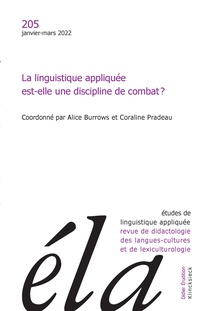 205
janvier-mars 2022
La linguistique appliquée
est-elle une discipline de combat ?
Coordonné par Alice Burrows et Coraline Pradeau
études de
linguistique appliquée
revue de didactologie
des langues-cultures
et de lexiculturologie
éla
Didier Érudition
Klincksieck